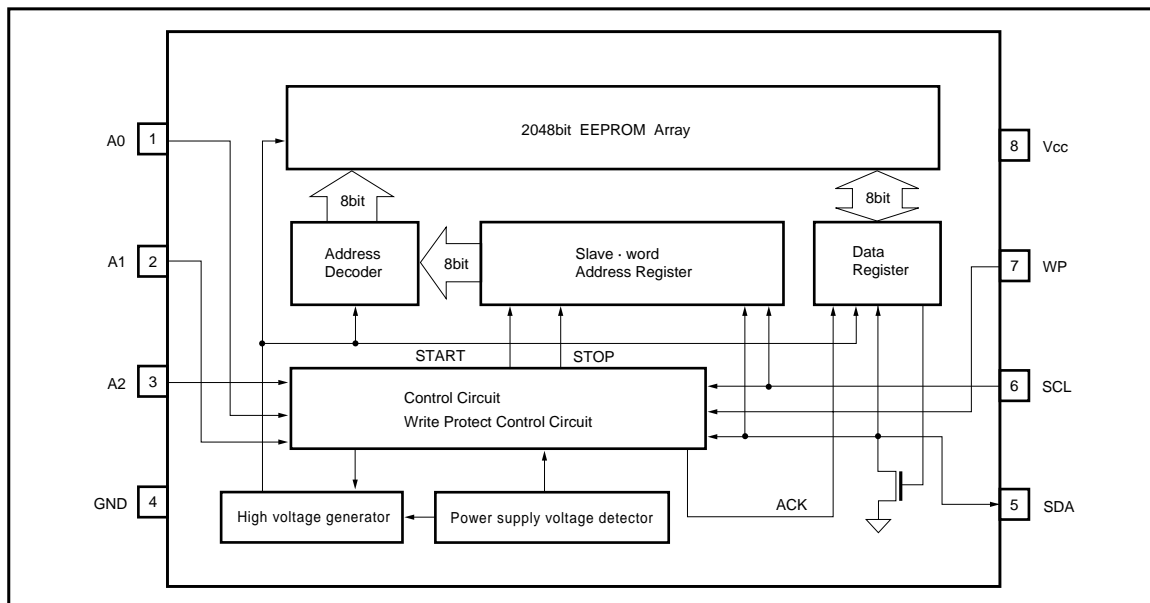 2048bit EEPROM Array
A0 1
8 Vcc
8bit
8bit
Address
Decoder
8bit
Slave · word
Address Register
Data
Register
A1 2
7 WP
START
STOP
A2 3
6 SCL
Control Circuit
Write Protect Control Circuit
GND 4
High voltage generator
Power supply voltage detector
ACK
5 SDA